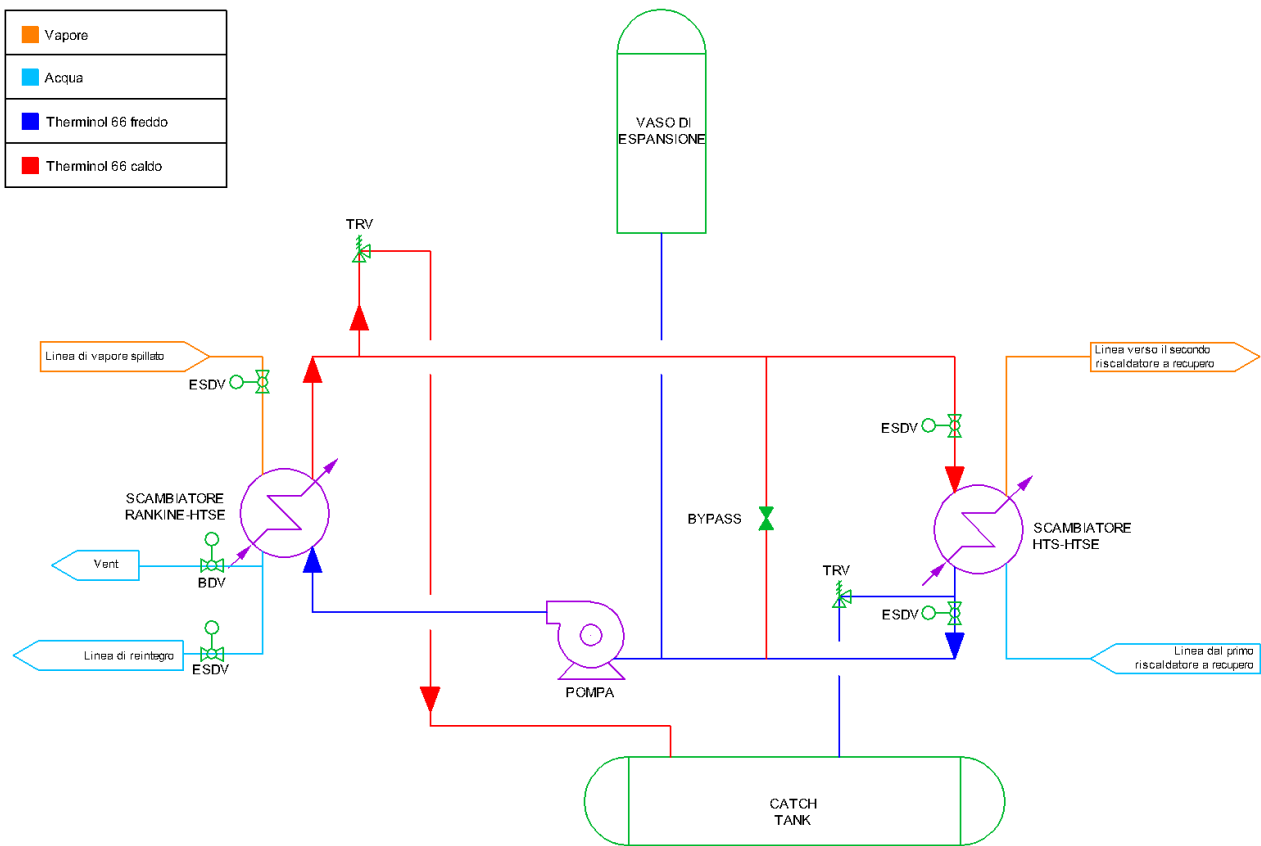 Vapore
Acqua
Therminol 66 freddo
Therminol 66 caldo
VASO DI
ESPANSIONE
TRV
Linea di vapore spillato
ESDV
Linea verso il secondo
riscaldatore a recupero
ESDV
SCAMBIATORE
RANKINE-HTSE
BYPASS
SCAMBIATORE
HTS-HTSE
Vent
BDV
TRV
ESDV
Linea di reintegro
ESDV
POMPA
Linea dal primo
riscaldatore a recupero
CATCH
TANK